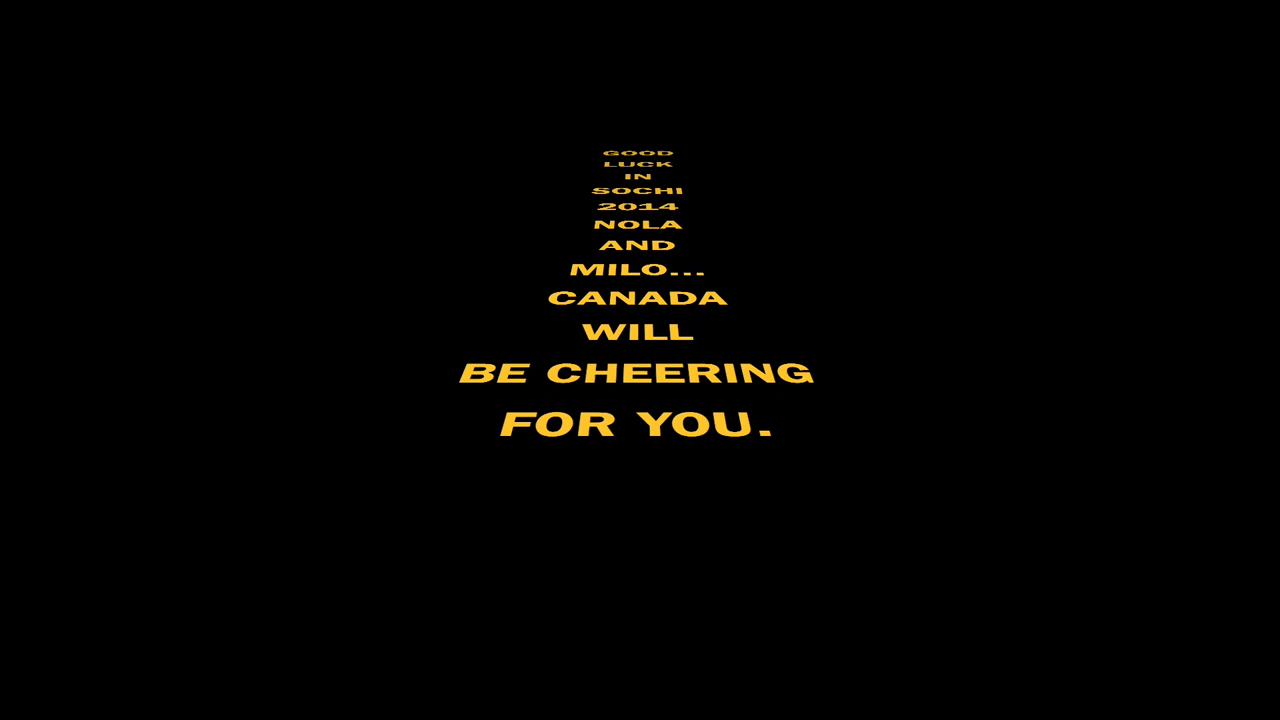 GOOD
LUCK
IN
SOCHI
2014
NOLA
AND
MILO...
CANADA
WILL
BE CHEERING
FOR YOU.